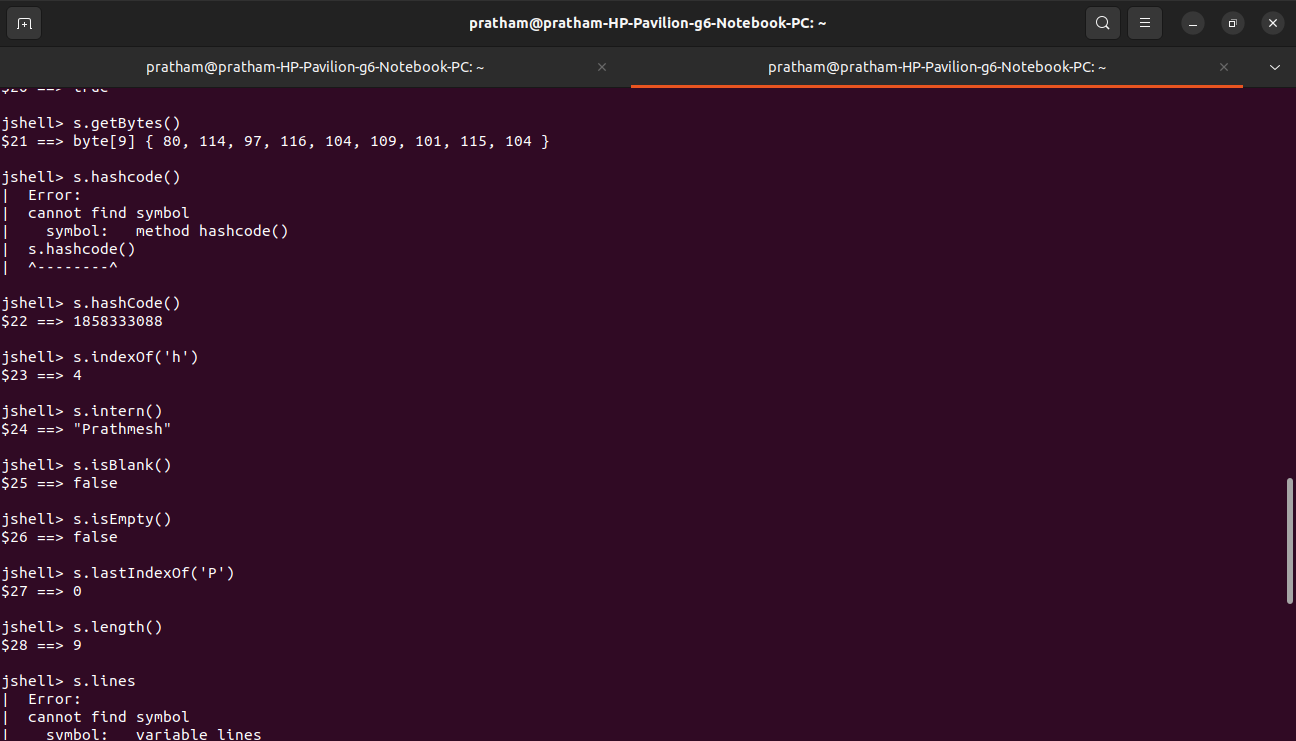 pratham@pratham-HP-Pavilion-g6-Notebook-PC: ~
pratham@pratham-HP-Pavilion-g6-Notebook-PC: ~
pratham@pratham-HP-Pavilion-g6-Notebook-PC: ~
$20 ==> true
jshell> s.getBytes()
$21 ==> byte[9] { 80, 114, 97, 116, 104, 109, 101, 115, 104 }
jshell> s.hashcode()
|  Error:
|  cannot find symbol
|    symbol:   method hashcode()
|  s.hashcode()
|  ^--------^
jshell> s.hashCode()
$22 ==> 1858333088
jshell> s.indexOf('h')
$23 ==> 4
jshell> s.intern()
$24 ==> "Prathmesh"
jshell> s.isBlank()
$25 ==> false
jshell> s.isEmpty()
$26 ==> false
jshell> s.lastIndexOf('P')
$27 ==> 0
jshell> s.length()
$28 ==> 9
jshell> s.lines
|  Error:
|  cannot find symbol
|    symbol:   variable lines